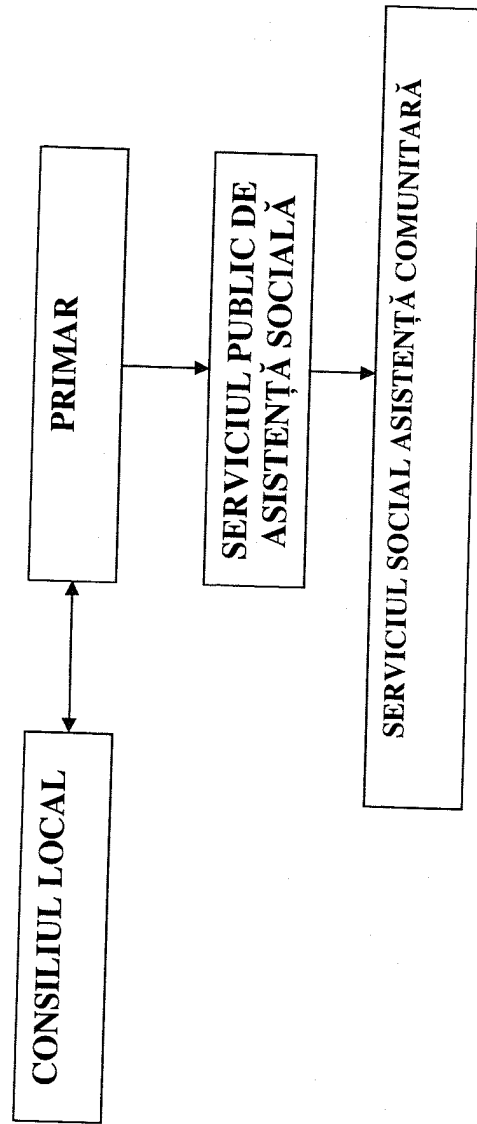 CONSILIUL LOCAL
PRIMAR
SERVICIUL PUBLIC DE
ASISTENȚĂ SOCIALĂ
SERVICIUL SOCIAL ASISTENȚĂ COMUNITARĂ